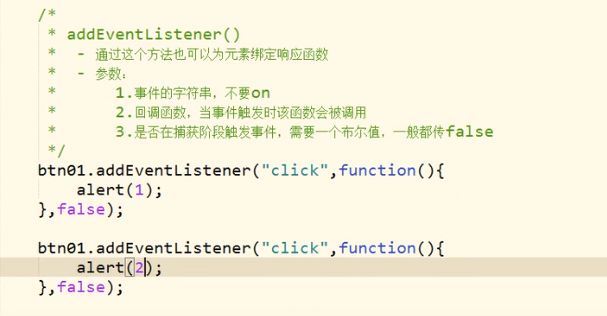 /*
* addEventListener()
* - 通过这个方法也可以为元素绑定响应函数
* - 参数：
* 1.事件的字符串，不要on
* 2.回调函数，当事件触发时该函数会被调用
* 3.是否在捕获阶段触发事件，需要一个布尔值，一般都传false
*/
btn01.addEventListener("click",function(){
alert(1);
},false);
btn01.addEventListener("click",function(){
alert(2);
},false);